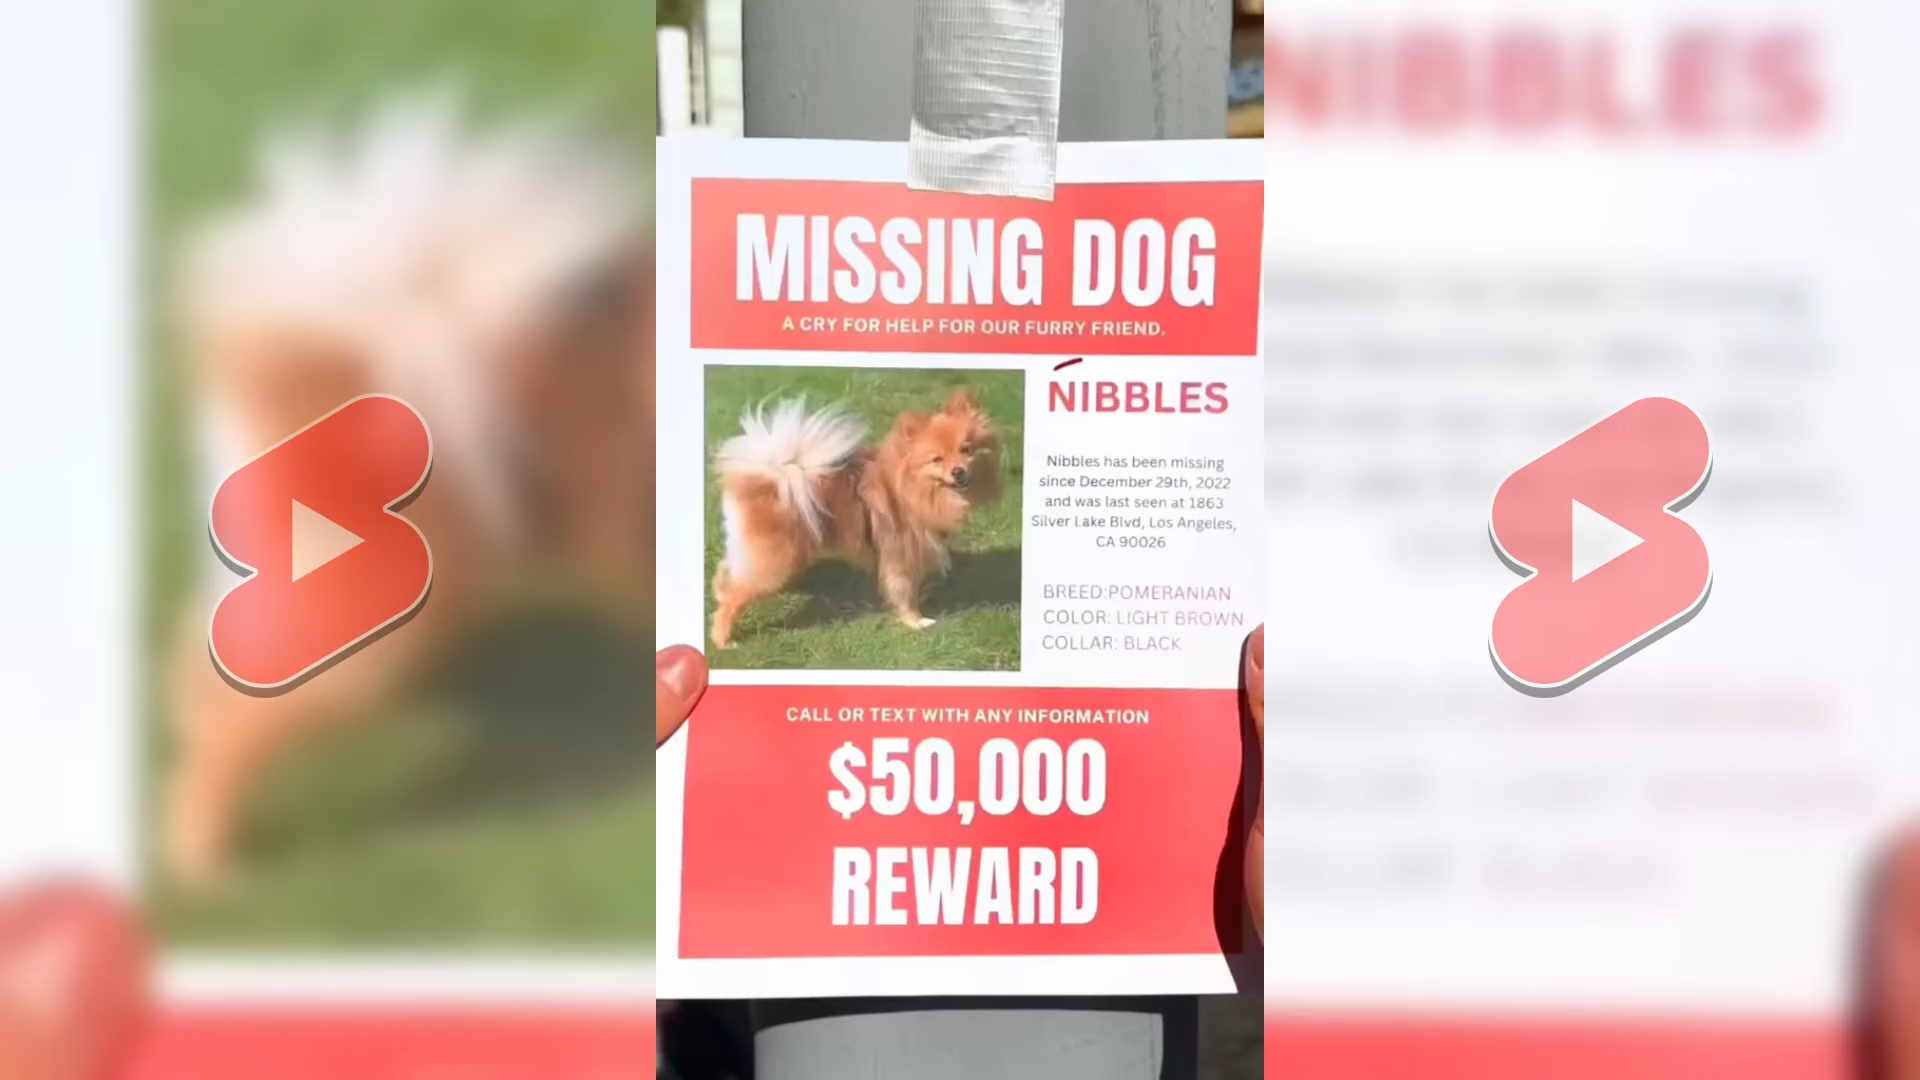 MISSING DOG
A CRY FOR HELP FOR OUR FURRY FRIEND.
NIBBLES
Nibbles has been missing
since December 29th, 2022
and was last seen at 1863
Silver Lake Blvd, Los Angeles,
CA 90026
BREED:POMERANIAN
COLOR: LIGHT BROWN
COLLAR: BLACK
CALL OR TEXT WITH ANY INFORMATION
$50,000
REWARD
NIBBLES